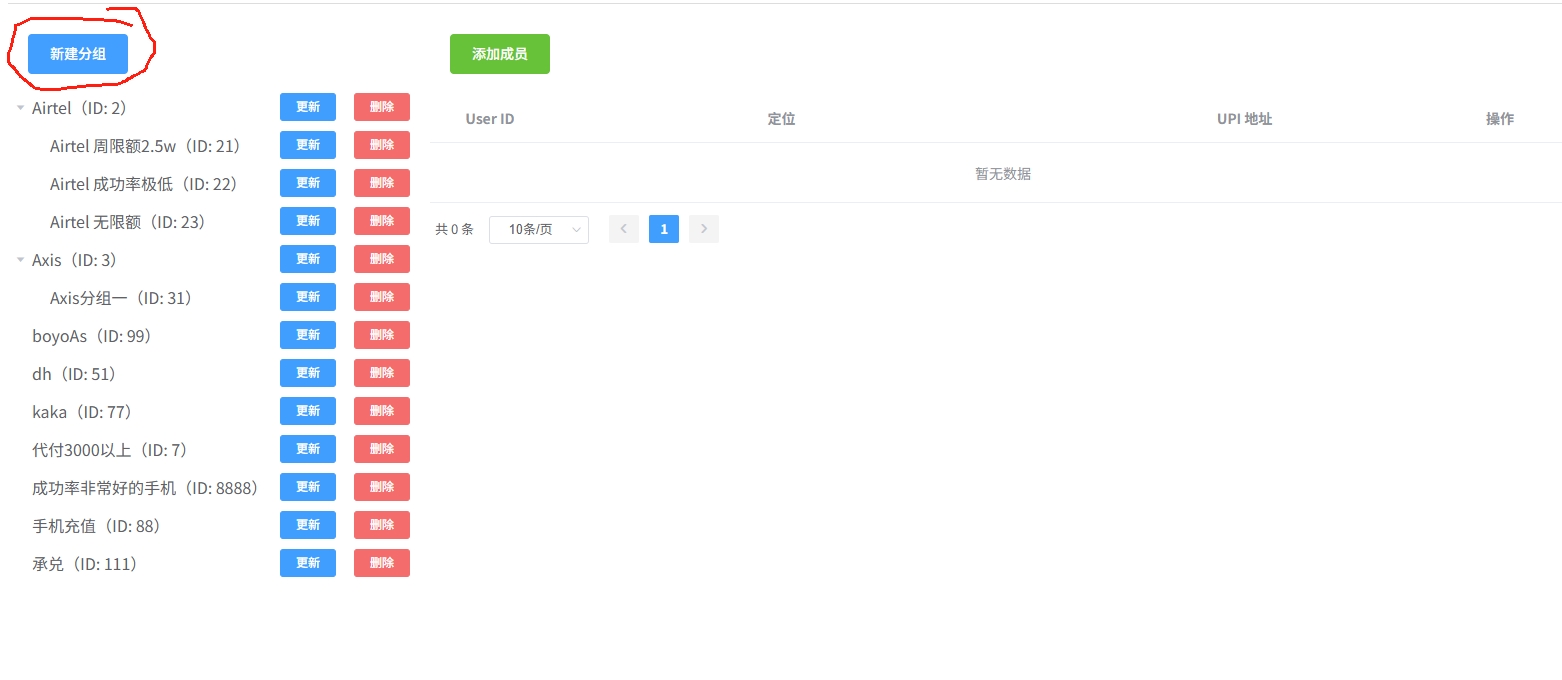 新建分组
添加成员
Airtel（ID: 2） 更新 删除
Airtel 周限额2.5w（ID: 21） 更新 删除
Airtel 成功率极低（ID: 22） 更新 删除
Airtel 无限额（ID: 23） 更新 删除
Axis（ID: 3） 更新 删除
Axis分组一（ID: 31） 更新 删除
boyoAs（ID: 99） 更新 删除
dh（ID: 51） 更新 删除
kaka（ID: 77） 更新 删除
代付3000以上（ID: 7） 更新 删除
成功率非常好的手机（ID: 8888） 更新 删除
手机充值（ID: 88） 更新 删除
承兑（ID: 111） 更新 删除
User ID 定位 UPI 地址 操作
暂无数据
共 0 条 10条/页 1